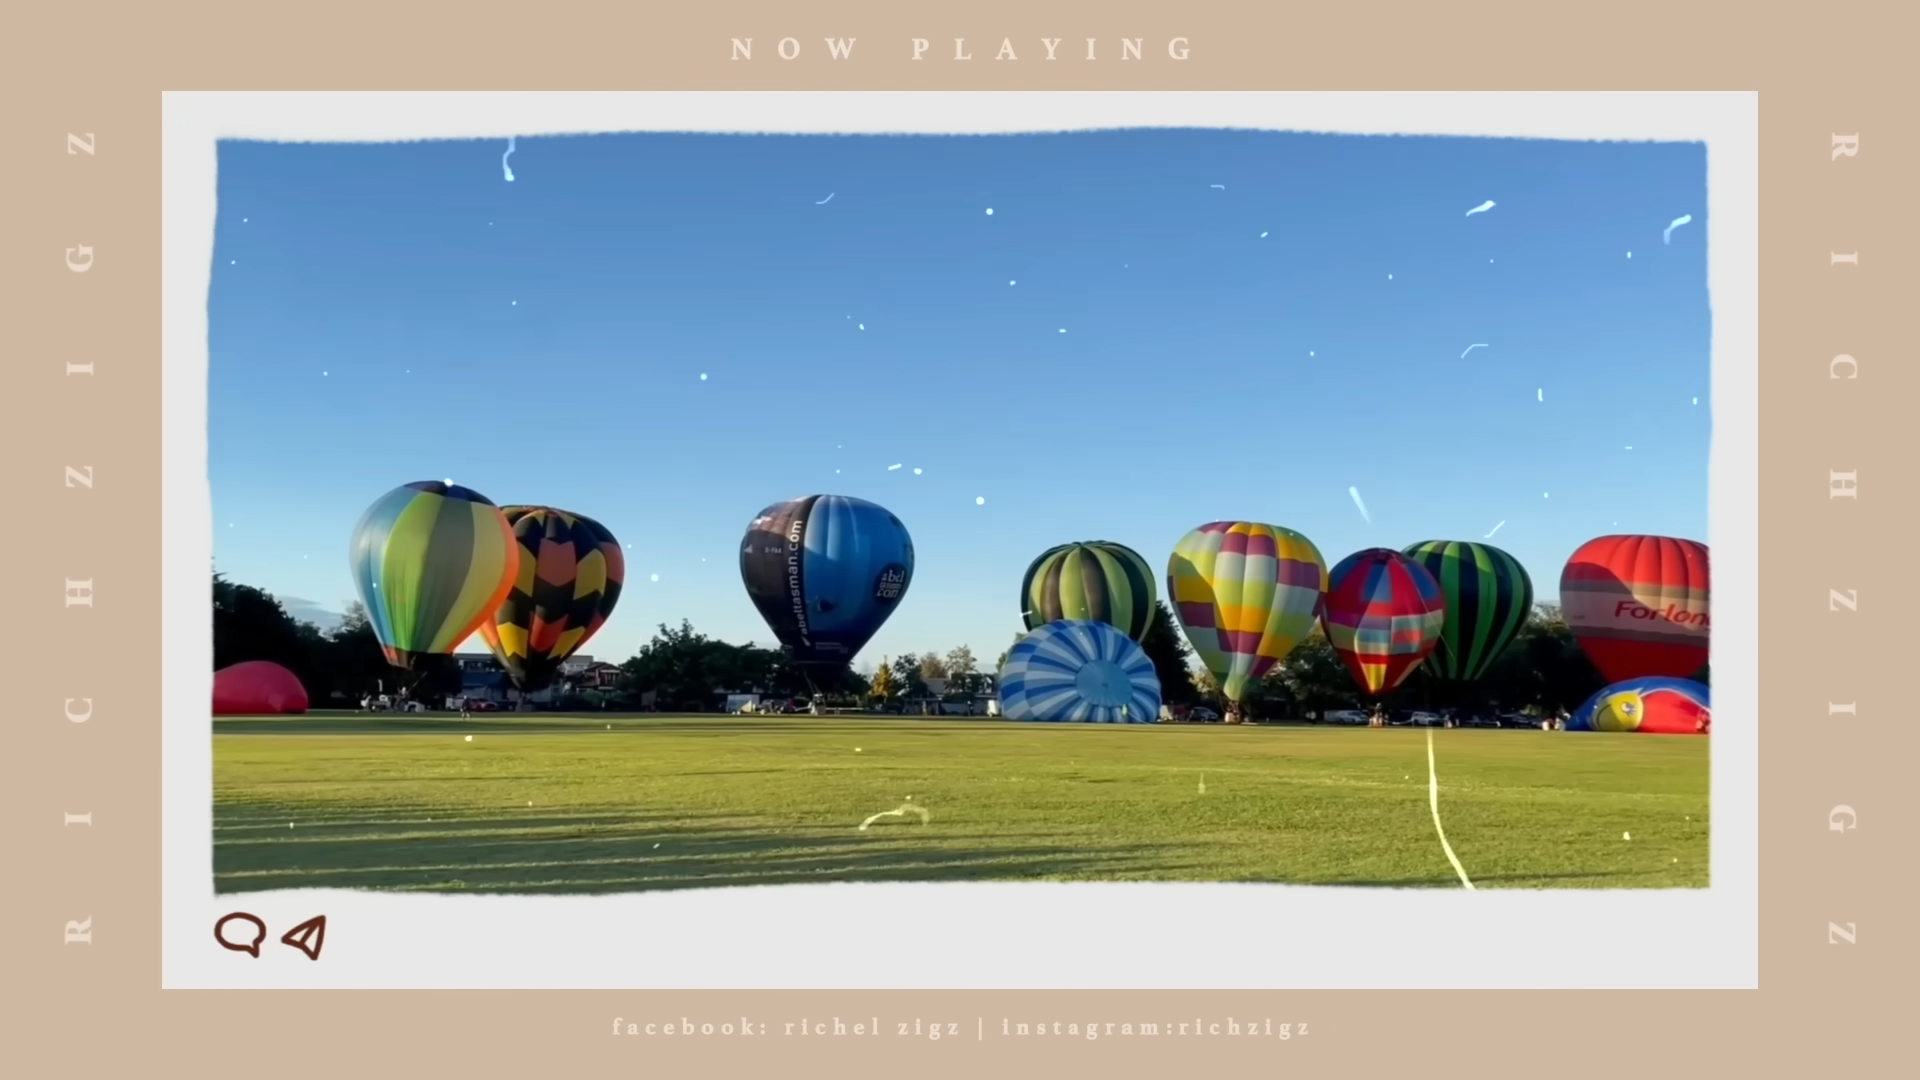 NOW PLAYING
RICHZIGZ
RICHZIGZ
abeltasman.com
abel
tasman
.com
Forlon
facebook: richel zigz | instagram:richzigz